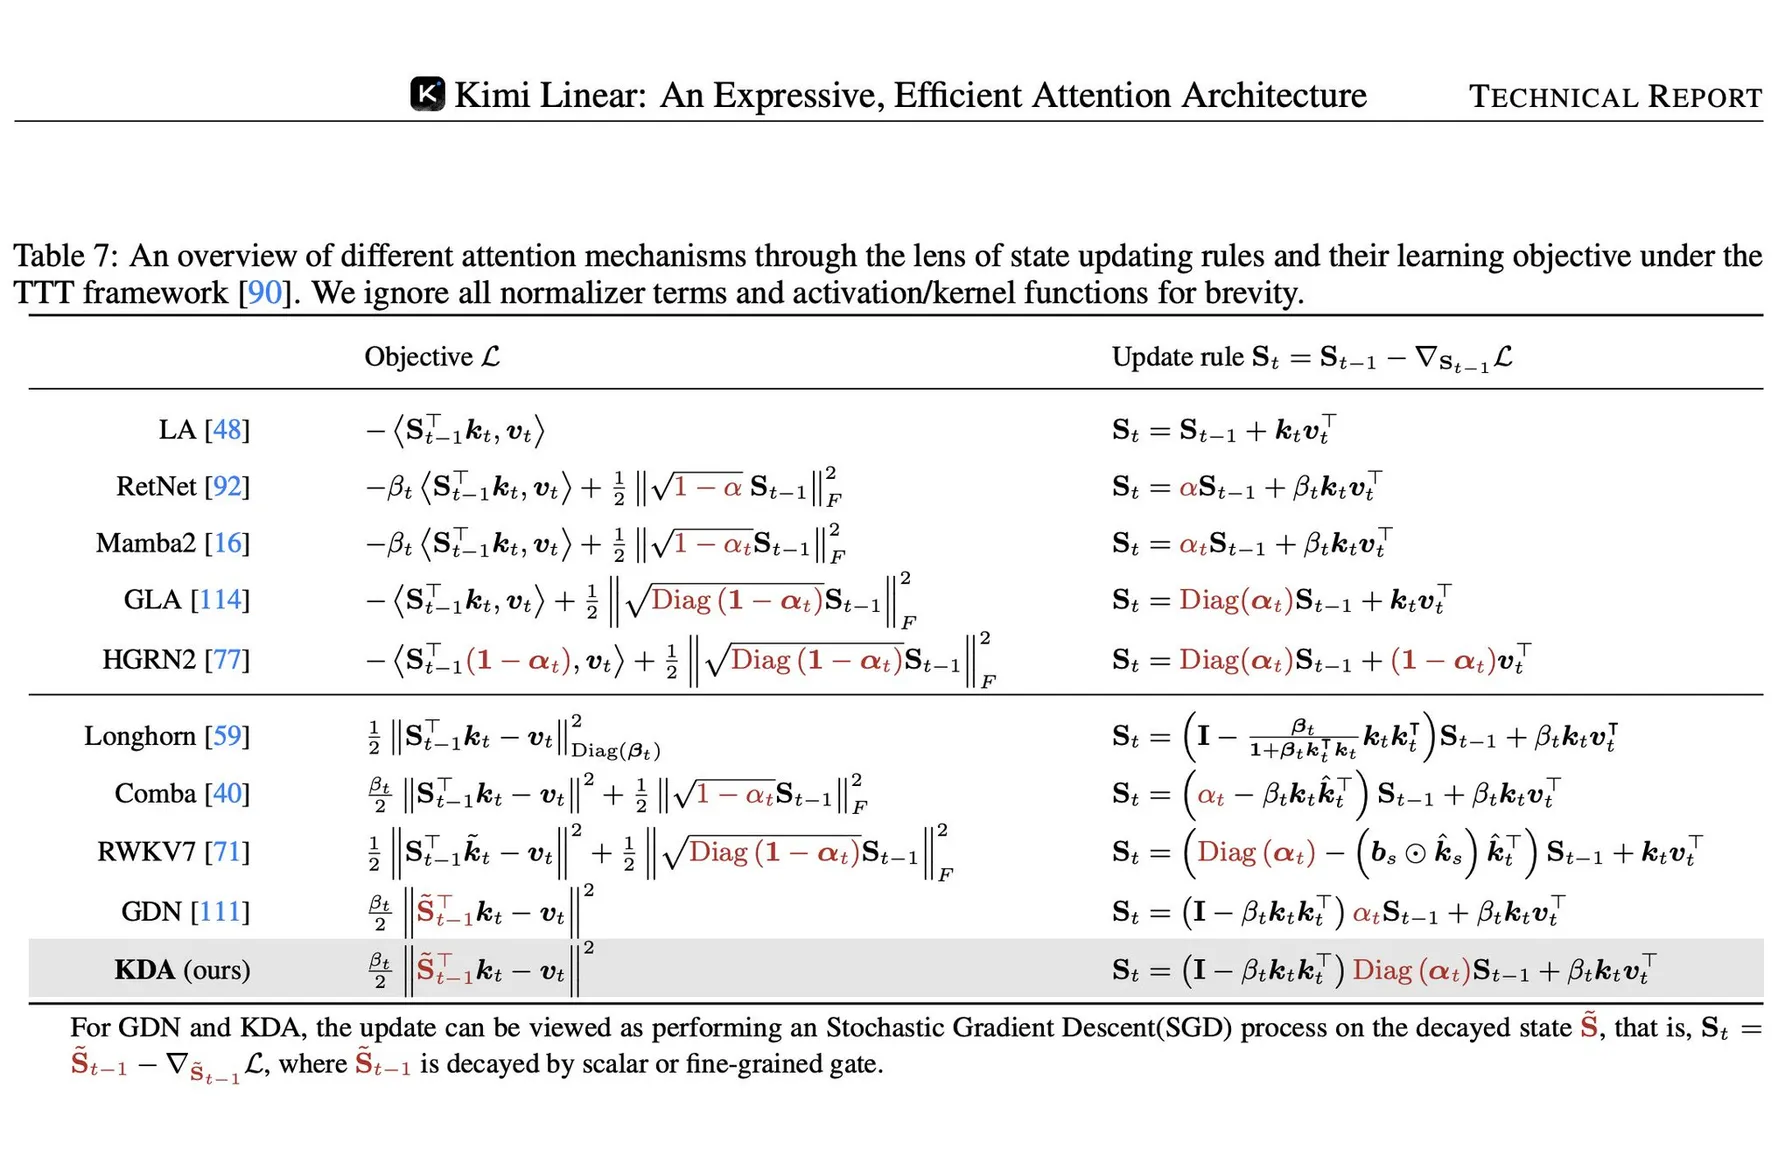 Kimi Linear: An Expressive, Efficient Attention Architecture TECHNICAL REPORT
Table 7: An overview of different attention mechanisms through the lens of state updating rules and their learning objective under the
TTT framework [90]. We ignore all normalizer terms and activation/kernel functions for brevity.
Objective ℒ Update rule S_t = S_{t−1} − ∇_{S_{t−1}} ℒ
LA [48] −⟨S_{t−1}^⊤ k_t, v_t⟩ S_t = S_{t−1} + k_t v_t^⊤
RetNet [92] −β_t ⟨S_{t−1}^⊤ k_t, v_t⟩ + ½ ‖√(1 − α) S_{t−1}‖_F^2 S_t = αS_{t−1} + β_t k_t v_t^⊤
Mamba2 [16] −β_t ⟨S_{t−1}^⊤ k_t, v_t⟩ + ½ ‖√(1 − α_t) S_{t−1}‖_F^2 S_t = α_t S_{t−1} + β_t k_t v_t^⊤
GLA [114] −⟨S_{t−1}^⊤ k_t, v_t⟩ + ½ ‖√(Diag (1 − α_t)) S_{t−1}‖_F^2 S_t = Diag(α_t)S_{t−1} + k_t v_t^⊤
HGRN2 [77] −⟨S_{t−1}^⊤ (1 − α_t), v_t⟩ + ½ ‖√(Diag (1 − α_t)) S_{t−1}‖_F^2 S_t = Diag(α_t)S_{t−1} + (1 − α_t)v_t^⊤
Longhorn [59] ½ ‖S_{t−1}^⊤ k_t − v_t‖_{Diag(β_t)}^2 S_t = (I − β_t/(1+β_t k_t^⊤ k_t) k_t k_t^⊤) S_{t−1} + β_t k_t v_t^⊤
Comba [40] β_t/2 ‖S_{t−1}^⊤ k_t − v_t‖^2 + ½ ‖√(1 − α_t) S_{t−1}‖_F^2 S_t = (α_t − β_t k_t k̂_t^⊤) S_{t−1} + β_t k_t v_t^⊤
RWKV7 [71] ½ ‖S_{t−1}^⊤ k̃_t − v_t‖^2 + ½ ‖√(Diag (1 − α_t)) S_{t−1}‖_F^2 S_t = (Diag (α_t) − (b_s ⊙ k̂_s) k̂_t^⊤) S_{t−1} + k_t v_t^⊤
GDN [111] β_t/2 ‖S̃_{t−1}^⊤ k_t − v_t‖^2 S_t = (I − β_t k_t k_t^⊤) α_t S_{t−1} + β_t k_t v_t^⊤
KDA (ours) β_t/2 ‖S̃_{t−1}^⊤ k_t − v_t‖^2 S_t = (I − β_t k_t k_t^⊤) Diag (α_t) S_{t−1} + β_t k_t v_t^⊤
For GDN and KDA, the update can be viewed as performing an Stochastic Gradient Descent(SGD) process on the decayed state S̃, that is, S_t =
S̃_{t−1} − ∇_{S̃_{t−1}} ℒ, where S̃_{t−1} is decayed by scalar or fine-grained gate.